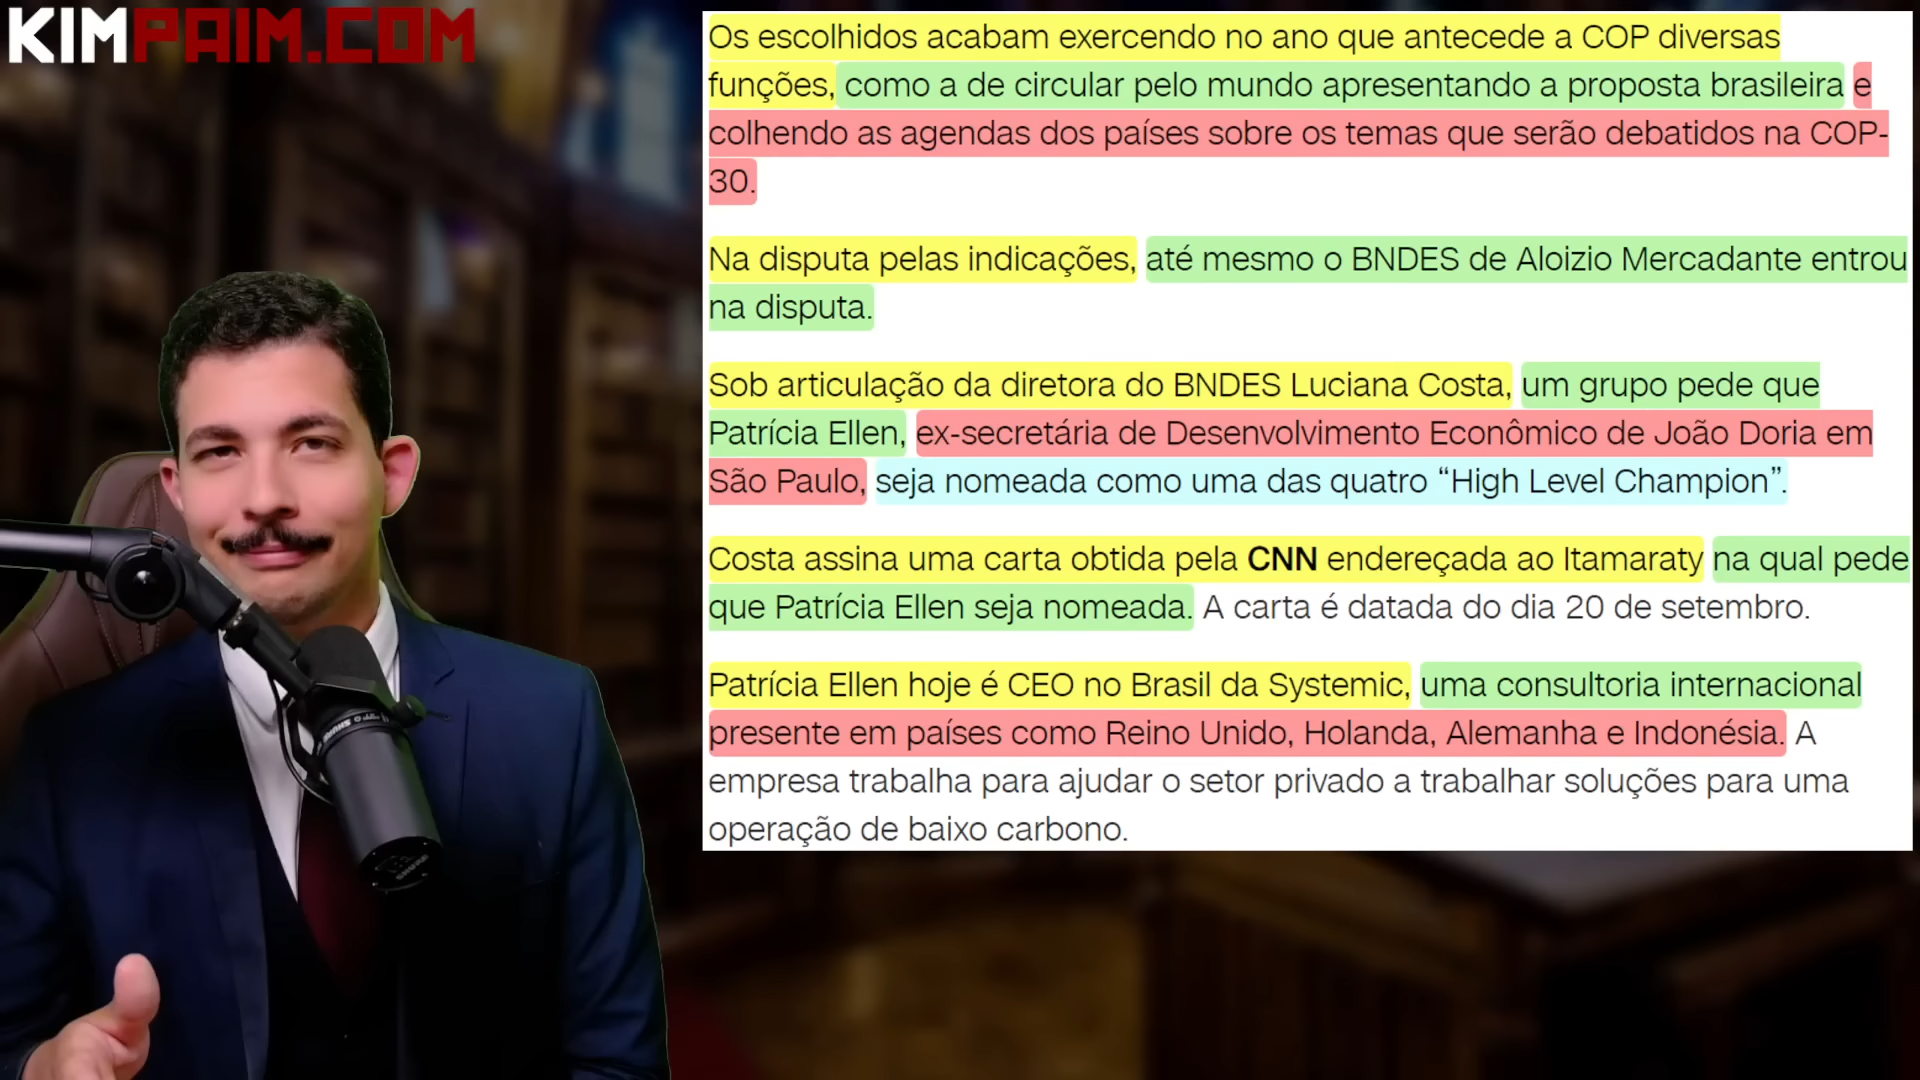 KIMPAIM.COM
Os escolhidos acabam exercendo no ano que antecede a COP diversas
funções, como a de circular pelo mundo apresentando a proposta brasileira e
colhendo as agendas dos países sobre os temas que serão debatidos na COP-
30.
Na disputa pelas indicações, até mesmo o BNDES de Aloizio Mercadante entrou
na disputa.
Sob articulação da diretora do BNDES Luciana Costa, um grupo pede que
Patrícia Ellen, ex-secretária de Desenvolvimento Econômico de João Doria em
São Paulo, seja nomeada como uma das quatro “High Level Champion”.
Costa assina uma carta obtida pela CNN endereçada ao Itamaraty na qual pede
que Patrícia Ellen seja nomeada. A carta é datada do dia 20 de setembro.
Patrícia Ellen hoje é CEO no Brasil da Systemic, uma consultoria internacional
presente em países como Reino Unido, Holanda, Alemanha e Indonésia. A
empresa trabalha para ajudar o setor privado a trabalhar soluções para uma
operação de baixo carbono.